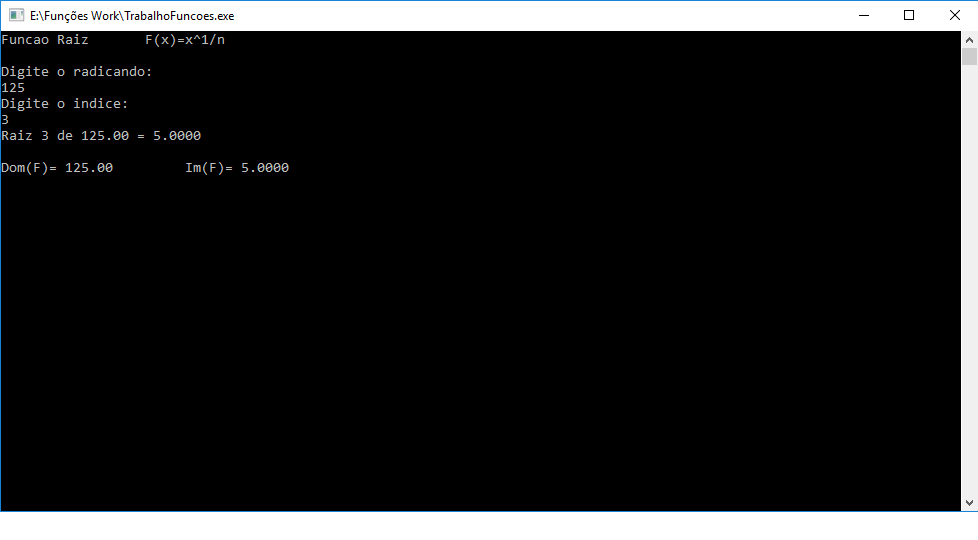 E:\Funções Work\TrabalhoFuncoes.exe
Funcao Raiz       F(x)=x^1/n
Digite o radicando:
125
Digite o indice:
3
Raiz 3 de 125.00 = 5.0000
Dom(F)= 125.00         Im(F)= 5.0000